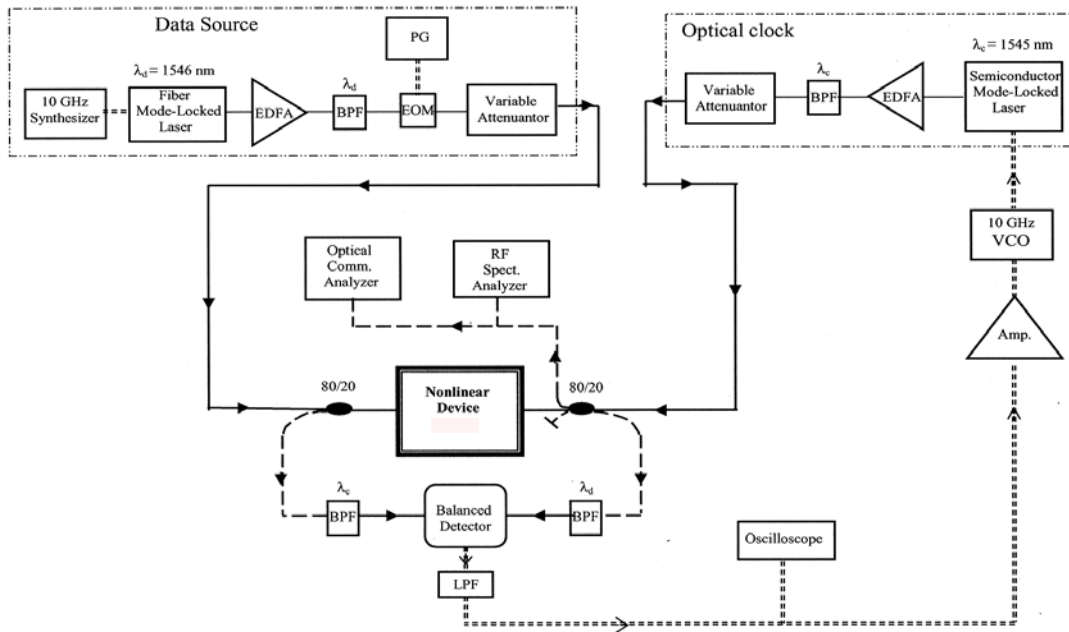 Data Source
PG
λd = 1546 nm
10 GHz
Synthesizer
Fiber
Mode-Locked
Laser
EDFA
λd
BPF
EOM
Variable
Attenuantor
Optical clock
λc = 1545 nm
Variable
Attenuantor
λc
BPF
EDFA
Semiconductor
Mode-Locked
Laser
10 GHz
VCO
Amp.
Optical
Comm.
Analyzer
RF
Spect.
Analyzer
80/20
Nonlinear
Device
80/20
λc
BPF
Balanced
Detector
λd
BPF
LPF
Oscilloscope